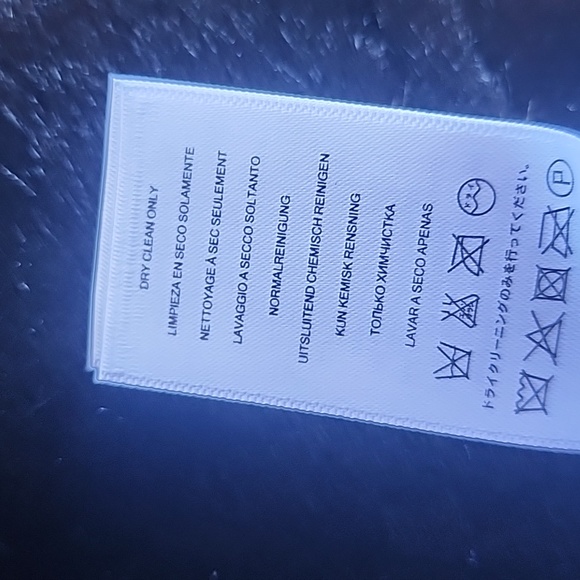 DRY CLEAN ONLY
LIMPIEZA EN SECO SOLAMENTE
NETTOYAGE À SEC SEULEMENT
LAVAGGIO A SECCO SOLTANTO
NORMALREINIGUNG
UITSLUITEND CHEMISCH REINIGEN
KUN KEMISK RENSNING
ТОЛЬКО ХИМЧИСТКА
LAVAR A SECO APENAS
ドライクリーニングのみを行ってください。
P